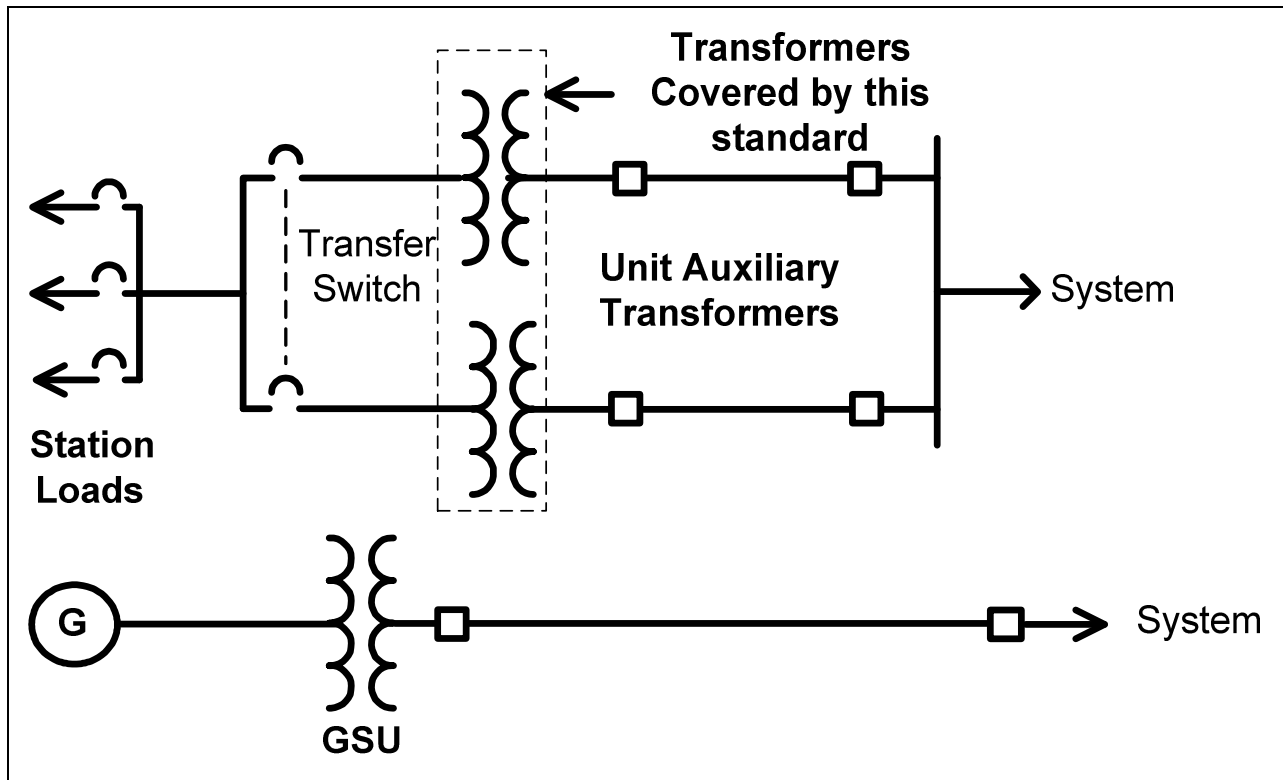 Transformers
Covered by this
standard
Transfer
Switch
Unit Auxiliary
Transformers
System
Station
Loads
G
System
GSU